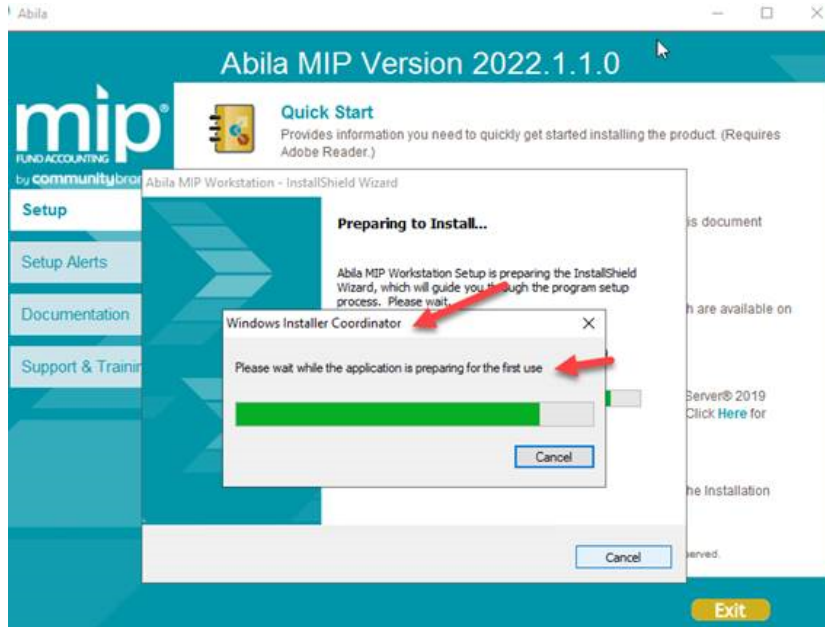 Abila
Abila MIP Version 2022.1.1.0
mip®
FUND ACCOUNTING
by communitybrar
Quick Start
Provides information you need to quickly get started installing the product. (Requires
Adobe Reader.)
Setup
Setup Alerts
Documentation
Support & Trainin
Abila MIP Workstation - InstallShield Wizard
is document
Preparing to Install...
Abila MIP Workstation Setup is preparing the InstallShield
Wizard, which will guide you through the program setup
process. Please wait.
h are available on
Windows Installer Coordinator
Please wait while the application is preparing for the first use
Cancel
Server® 2019
Click Here for
he Installation
Cancel
served.
Exit